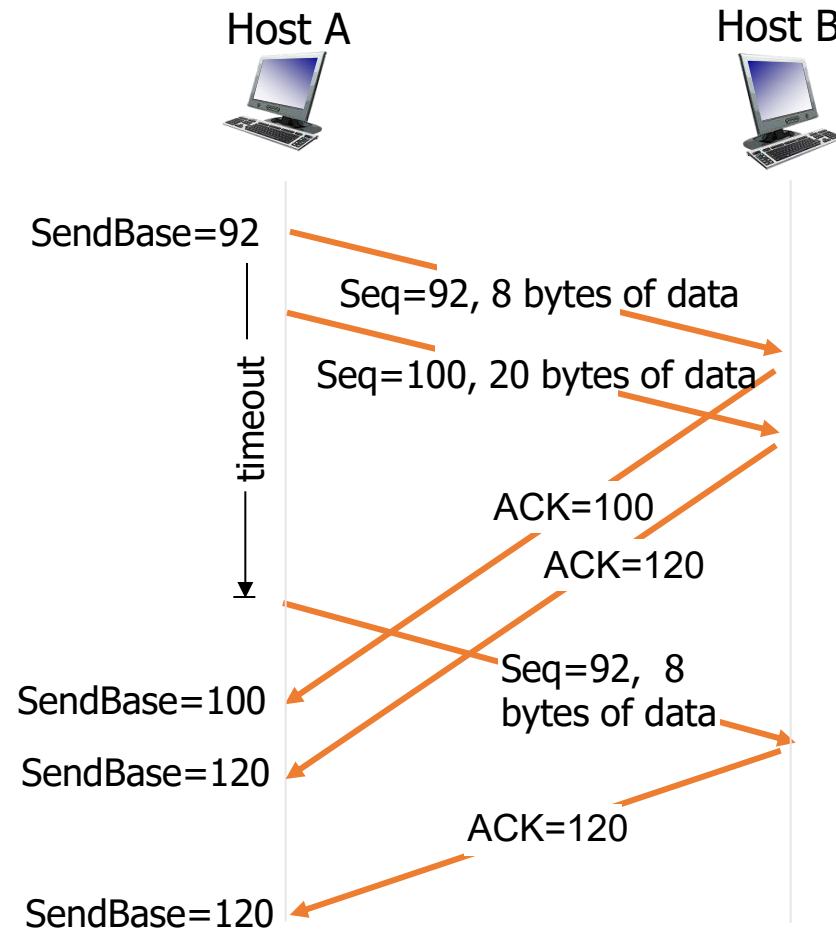 Host A
Host B
SendBase=92
Seq=92, 8 bytes of data
Seq=100, 20 bytes of data
timeout
ACK=100
ACK=120
Seq=92, 8
bytes of data
SendBase=100
SendBase=120
ACK=120
SendBase=120